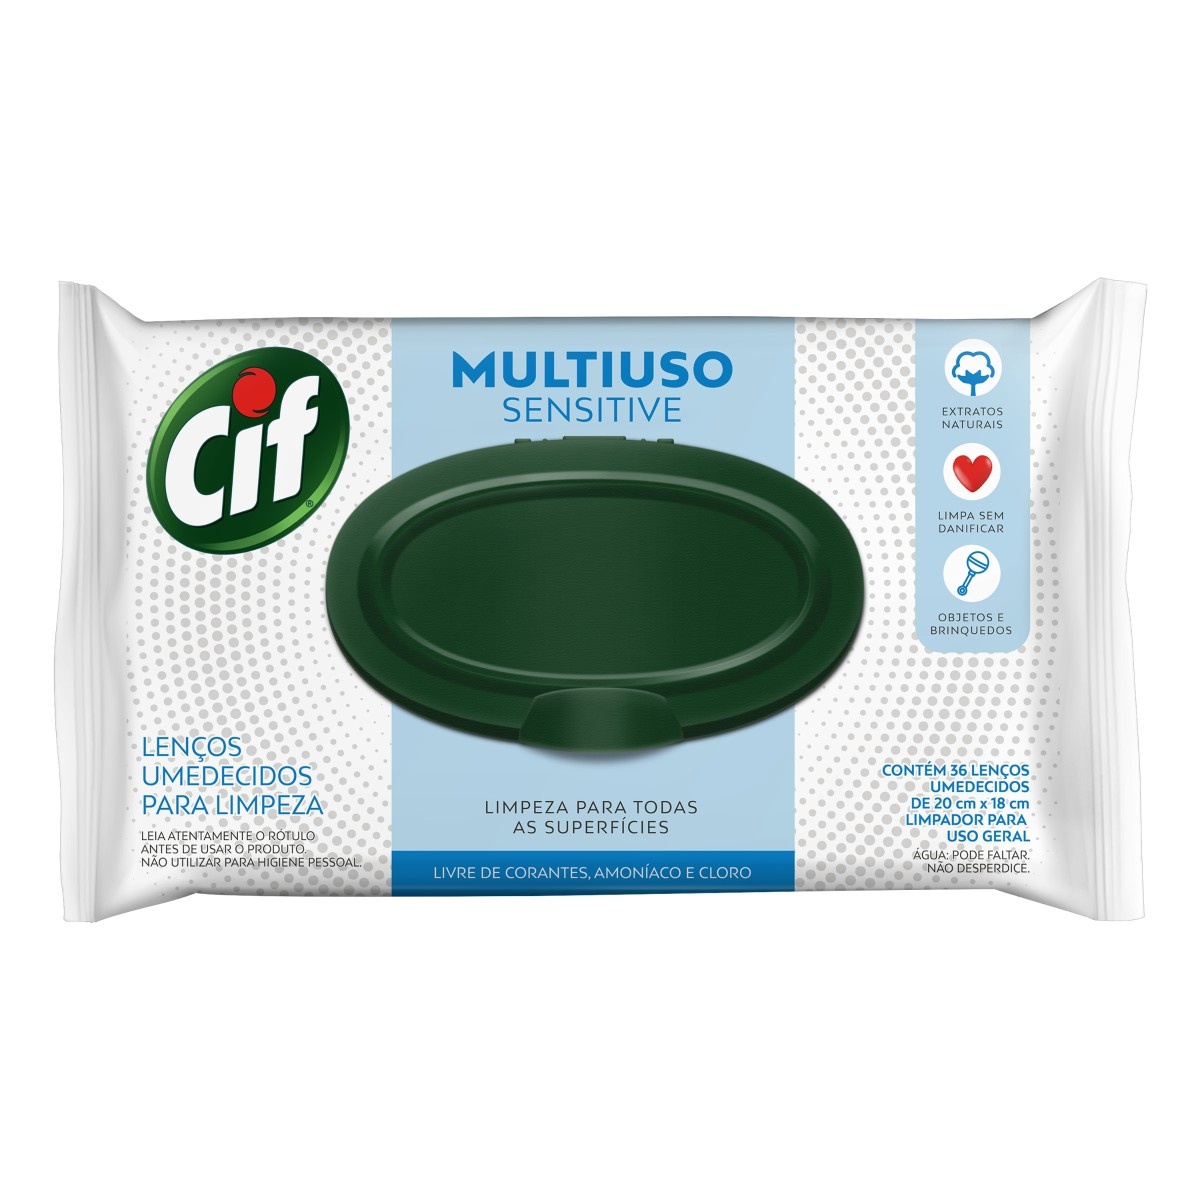 Cif
®
MULTIUSO
SENSITIVE
EXTRATOS
NATURAIS
LIMPA SEM
DANIFICAR
OBJETOS E
BRINQUEDOS
LENÇOS
UMEDECIDOS
PARA LIMPEZA
LEIA ATENTAMENTE O RÓTULO
ANTES DE USAR O PRODUTO.
NÃO UTILIZAR PARA HIGIENE PESSOAL.
LIMPEZA PARA TODAS
AS SUPERFÍCIES
LIVRE DE CORANTES, AMONÍACO E CLORO
CONTÉM 36 LENÇOS
UMEDECIDOS
DE 20 cm x 18 cm
LIMPADOR PARA
USO GERAL
ÁGUA: PODE FALTAR.
NÃO DESPERDICE.